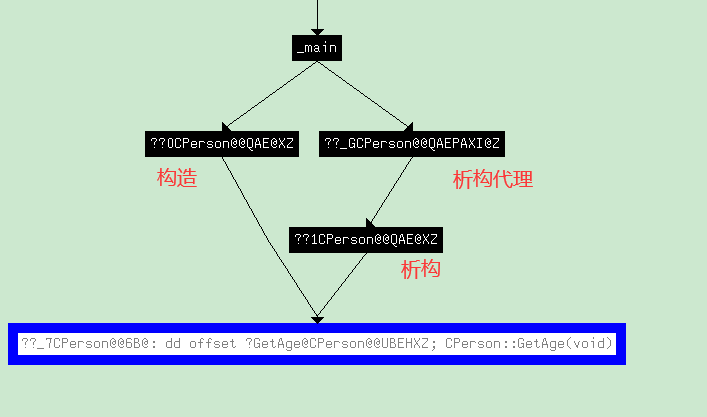 _main
??0CPerson@@QAE@XZ
??_GCPerson@@QAEPAXI@Z
构造
析构代理
??1CPerson@@QAE@XZ
析构
??_7CPerson@@6B@: dd offset ?GetAge@CPerson@@UBEHXZ; CPerson::GetAge(void)